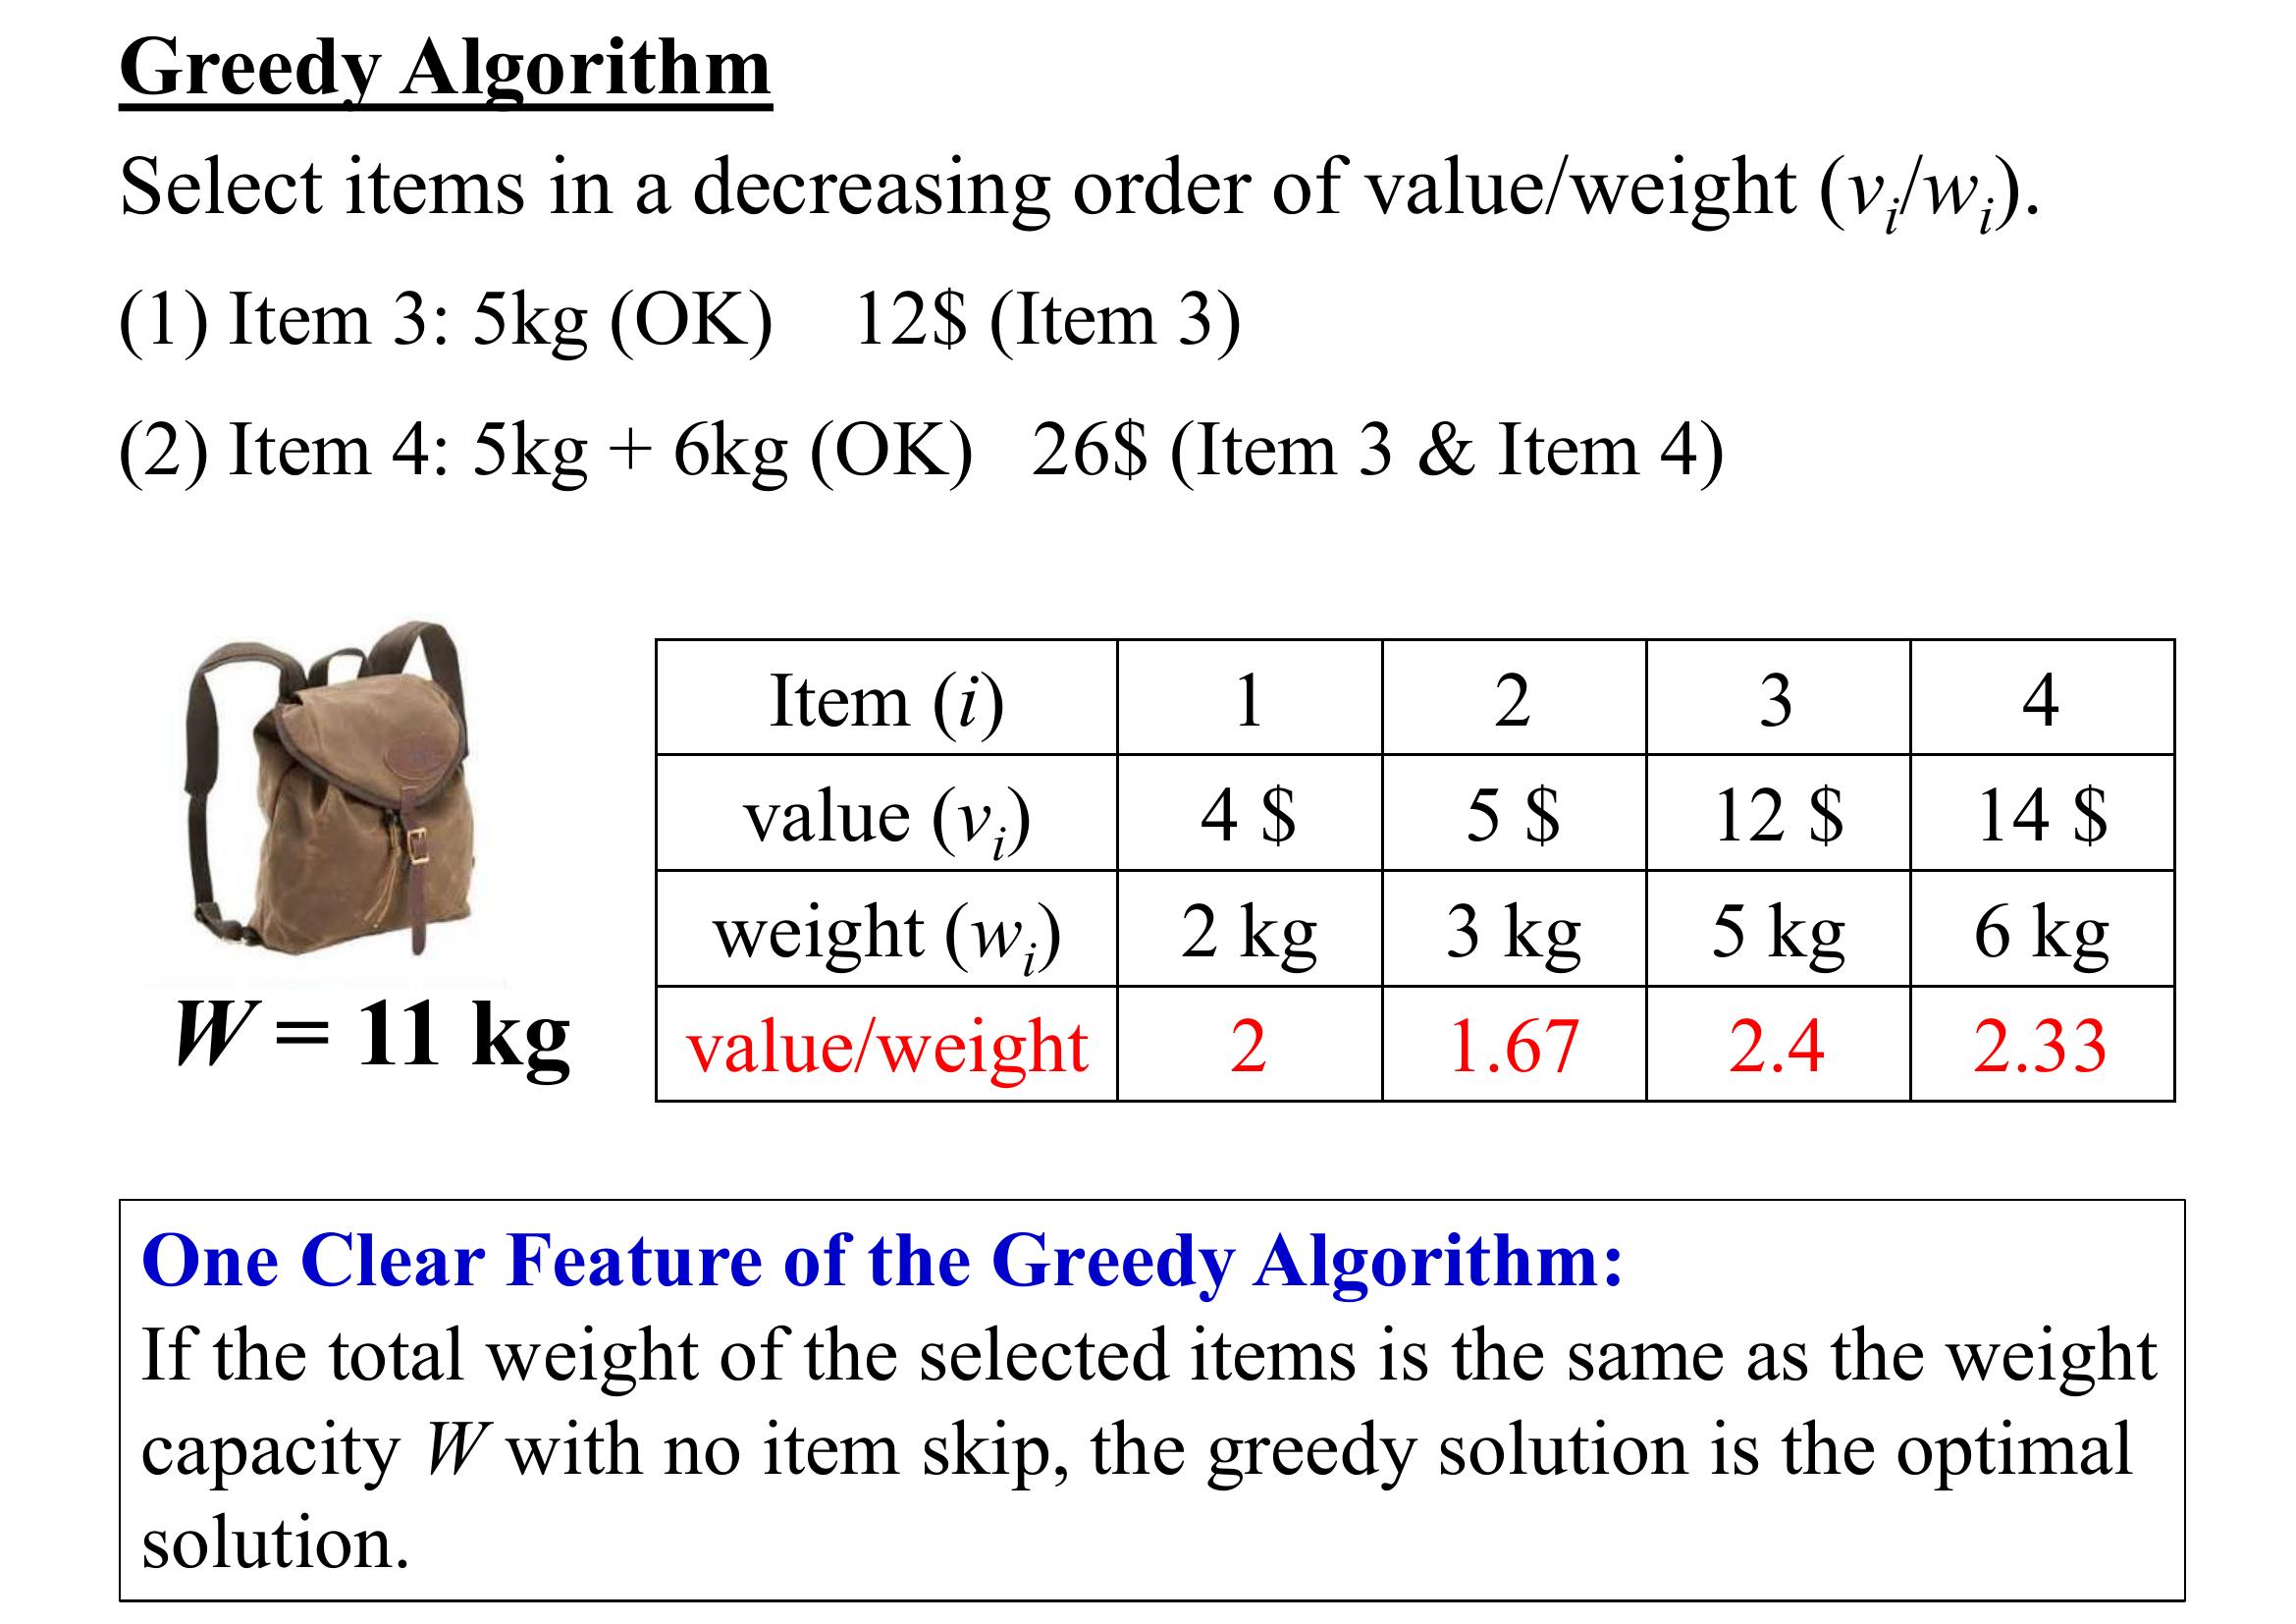 Greedy Algorithm
Select items in a decreasing order of value/weight (vi/wi).
(1) Item 3: 5kg (OK) 12$ (Item 3)
(2) Item 4: 5kg + 6kg (OK) 26$ (Item 3 & Item 4)
W = 11 kg
Item (i) 1 2 3 4
value (vi) 4 $ 5 $ 12 $ 14 $
weight (wi) 2 kg 3 kg 5 kg 6 kg
value/weight 2 1.67 2.4 2.33
One Clear Feature of the Greedy Algorithm:
If the total weight of the selected items is the same as the weight
capacity W with no item skip, the greedy solution is the optimal
solution.